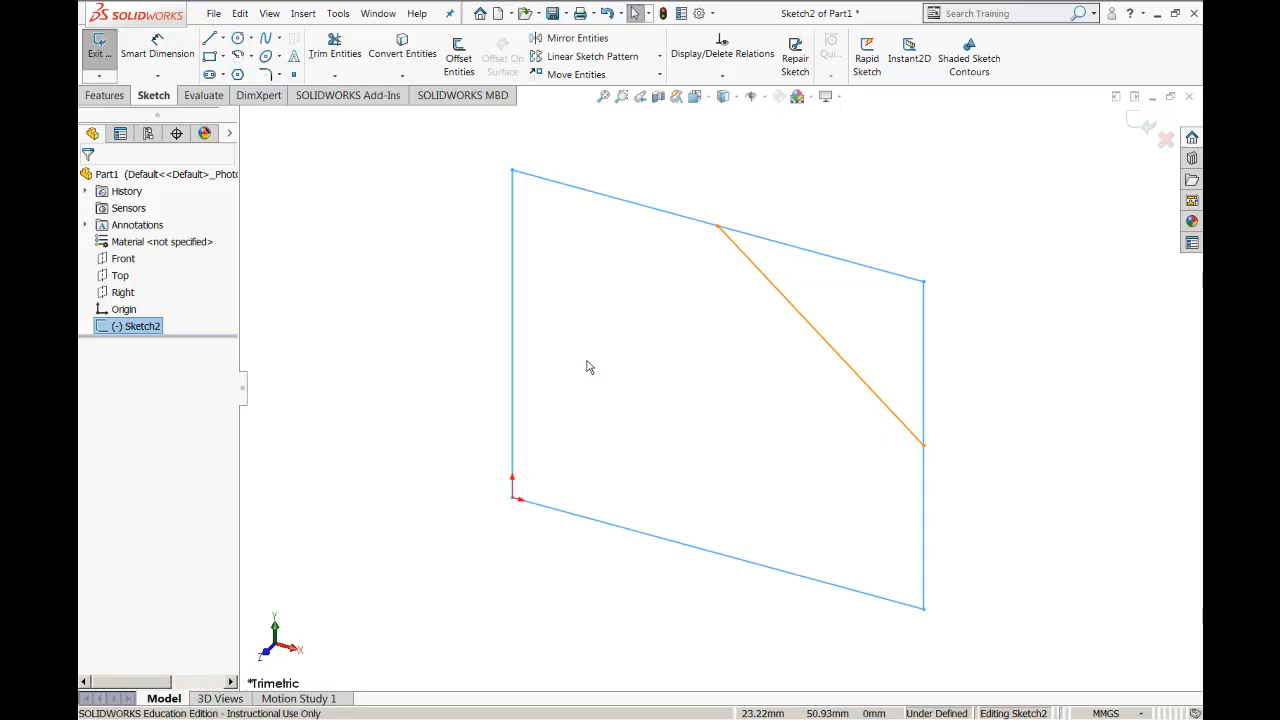 SOLIDWORKS File Edit View Insert Tools Window Help Sketch2 of Part1 * Search Training ?
Exit ... Smart Dimension Trim Entities Convert Entities Offset Entities Offset On Surface Mirror Entities Linear Sketch Pattern Move Entities Display/Delete Relations Repair Sketch Qui... Rapid Sketch Instant2D Shaded Sketch Contours
Features Sketch Evaluate DimXpert SOLIDWORKS Add-Ins SOLIDWORKS MBD
Part1 (Default<<Default>_Phot
History
Sensors
Annotations
Material <not specified>
Front
Top
Right
Origin
(-) Sketch2
Y
X
Z
*Trimetric
Model 3D Views Motion Study 1
SOLIDWORKS Education Edition - Instructional Use Only 23.22mm 50.93mm 0mm Under Defined Editing Sketch2 MMGS